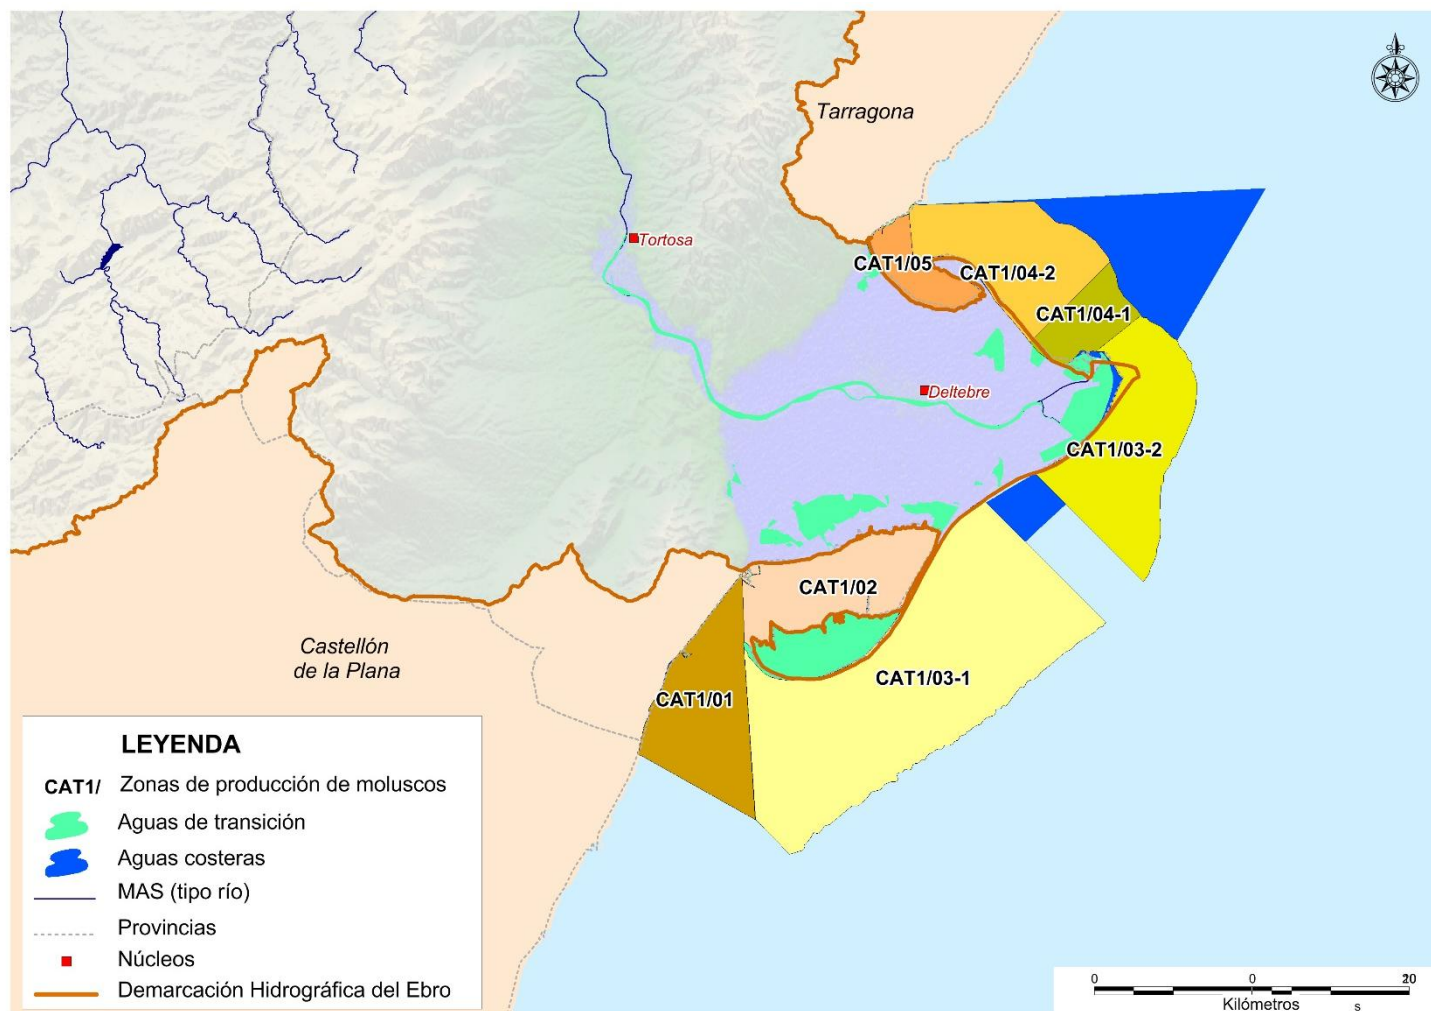 Tarragona
Tortosa
CAT1/05
CAT1/04-2
CAT1/04-1
Deltebre
CAT1/03-2
CAT1/02
Castellón
de la Plana
CAT1/03-1
CAT1/01
LEYENDA
CAT1/ Zonas de producción de moluscos
Aguas de transición
Aguas costeras
MAS (tipo río)
Provincias
Núcleos
Demarcación Hidrográfica del Ebro
0 0
Kilómetros s